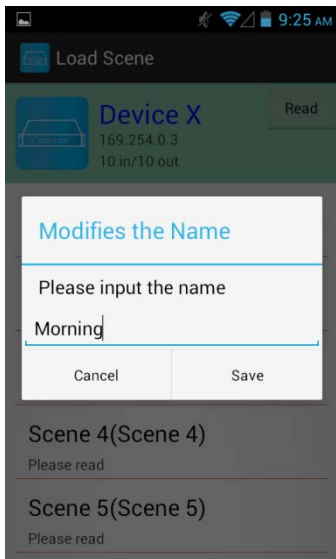 9:25 AM
Load Scene
Device X
Read
169.254.0.3
10 in/10 out
Modifies the Name
Please input the name
Morning
Cancel
Save
Scene 4(Scene 4)
Please read
Scene 5(Scene 5)
Please read